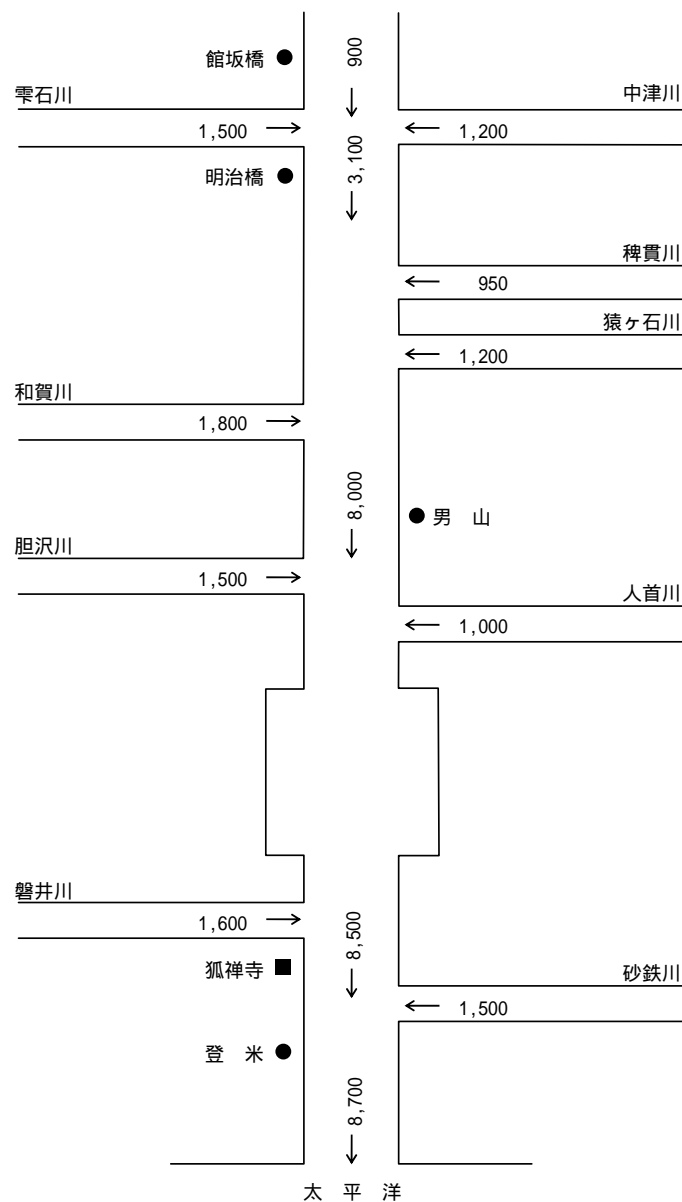 館坂橋
900
雫石川
中津川
1,500
1,200
3,100
明治橋
稗貫川
950
猿ヶ石川
1,200
和賀川
1,800
8,000
男 山
胆沢川
1,500
人首川
1,000
磐井川
1,600
8,500
狐禅寺
砂鉄川
1,500
登 米
8,700
太 平 洋